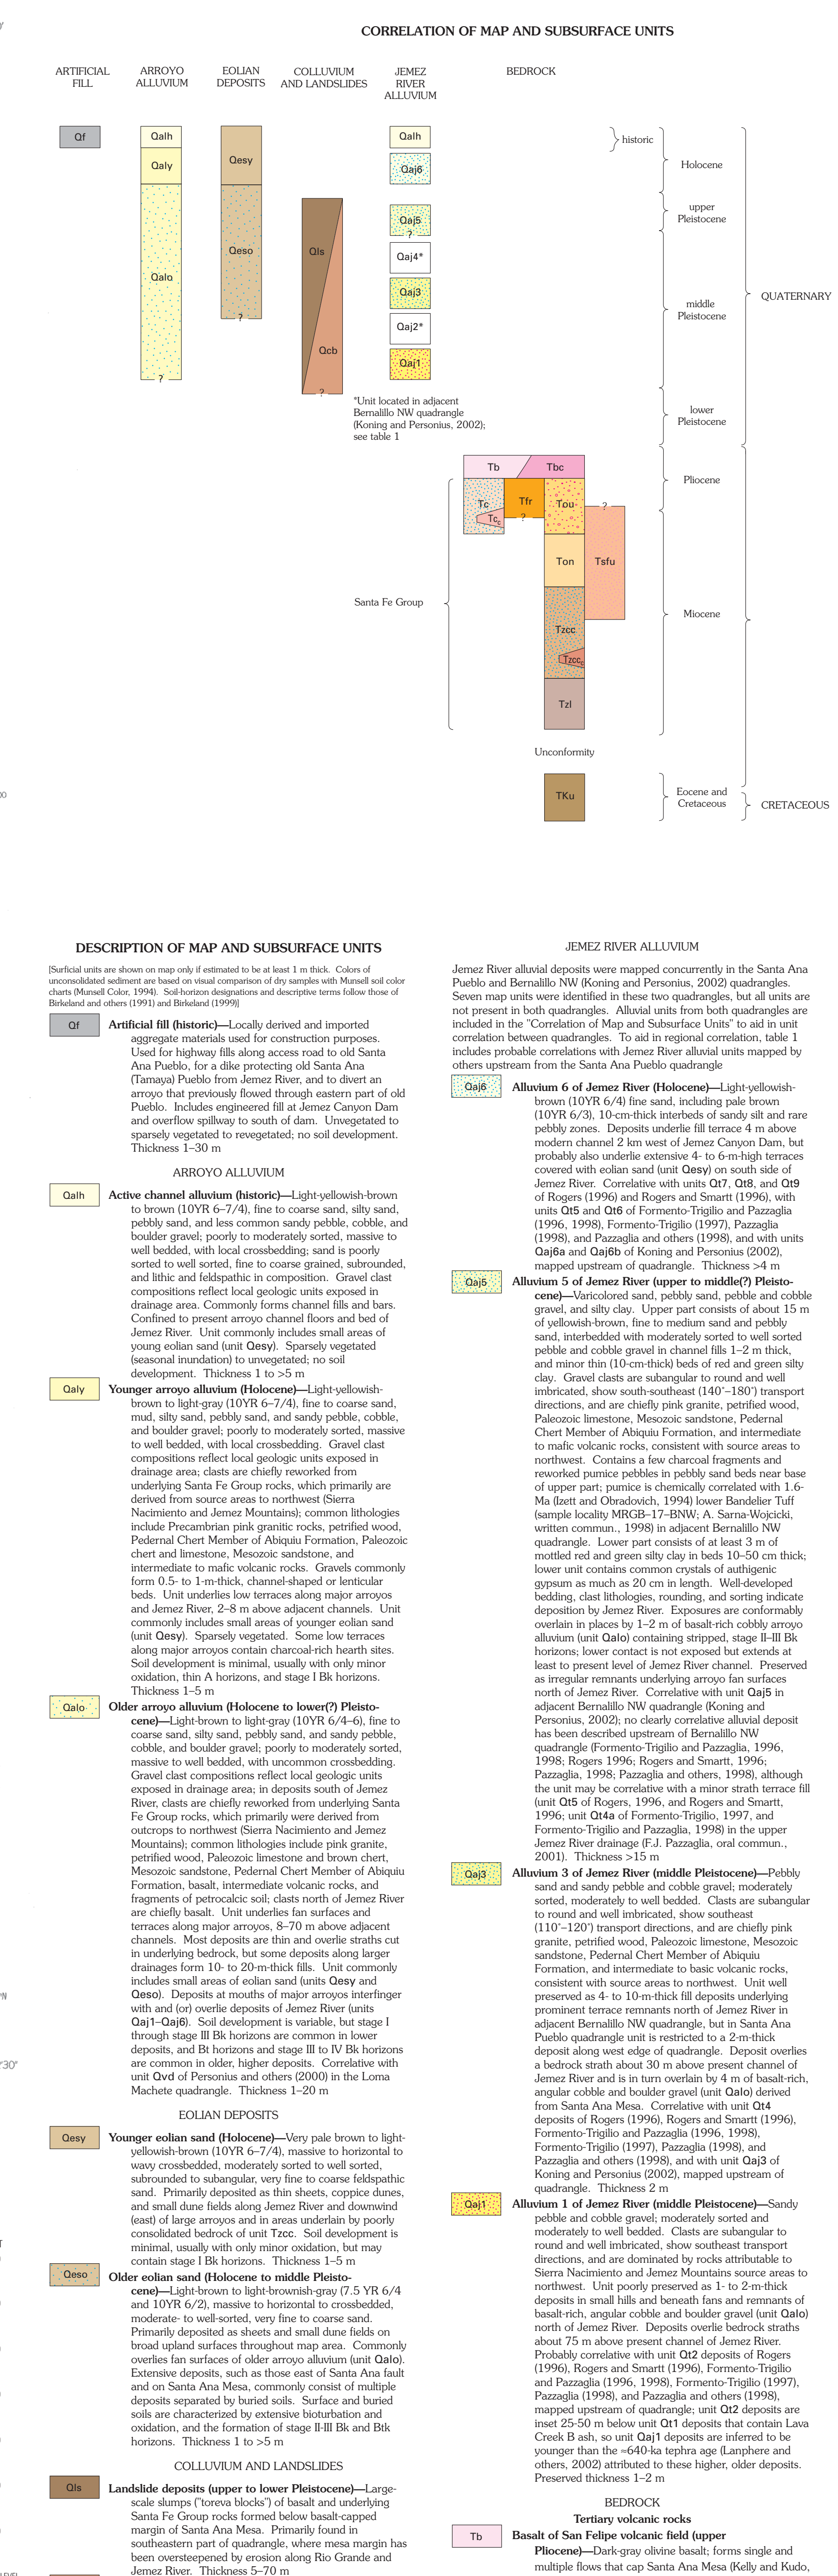 CORRELATION OF MAP AND SUBSURFACE UNITS
ARTIFICIAL
FILL
ARROYO
ALLUVIUM
EOLIAN
DEPOSITS
COLLUVIUM
AND LANDSLIDES
JEMEZ
RIVER
ALLUVIUM
BEDROCK
Qf
Qalh
Qaly
Qalo
?
Qesy
Qeso
?
Qls
Qcb
?
Qalh
Qaj6
Qaj5
?
Qaj4*
Qaj3
Qaj2*
Qaj1
*Unit located in adjacent
Bernalillo NW quadrangle
(Koning and Personius, 2002);
see table 1
historic
Holocene
upper
Pleistocene
middle
Pleistocene
lower
Pleistocene
QUATERNARY
Tb
Tbc
Tc
Tcc
Tfr
?
Tou
?
Ton
Tsfu
Tzcc
Tzccc
Tzl
Santa Fe Group
Pliocene
Miocene
Unconformity
TKu
Eocene and
Cretaceous
CRETACEOUS
DESCRIPTION OF MAP AND SUBSURFACE UNITS
[Surficial units are shown on map only if estimated to be at least 1 m thick. Colors of
unconsolidated sediment are based on visual comparison of dry samples with Munsell soil color
charts (Munsell Color, 1994). Soil-horizon designations and descriptive terms follow those of
Birkeland and others (1991) and Birkeland (1999)]
Qf
Artificial fill (historic)—Locally derived and imported
aggregate materials used for construction purposes.
Used for highway fills along access road to old Santa
Ana Pueblo, for a dike protecting old Santa Ana
(Tamaya) Pueblo from Jemez River, and to divert an
arroyo that previously flowed through eastern part of old
Pueblo. Includes engineered fill at Jemez Canyon Dam
and overflow spillway to south of dam. Unvegetated to
sparsely vegetated to revegetated; no soil development.
Thickness 1–30 m
ARROYO ALLUVIUM
Qalh
Active channel alluvium (historic)—Light-yellowish-brown
to brown (10YR 6–7/4), fine to coarse sand, silty sand,
pebbly sand, and less common sandy pebble, cobble, and
boulder gravel; poorly to moderately sorted, massive to
well bedded, with local crossbedding; sand is poorly
sorted to well sorted, fine to coarse grained, subrounded,
and lithic and feldspathic in composition. Gravel clast
compositions reflect local geologic units exposed in
drainage area. Commonly forms channel fills and bars.
Confined to present arroyo channel floors and bed of
Jemez River. Unit commonly includes small areas of
young eolian sand (unit Qesy). Sparsely vegetated
(seasonal inundation) to unvegetated; no soil
development. Thickness 1 to >5 m
Qaly
Younger arroyo alluvium (Holocene)—Light-yellowish-
brown to light-gray (10YR 6–7/4), fine to coarse sand,
mud, silty sand, pebbly sand, and sandy pebble, cobble,
and boulder gravel; poorly to moderately sorted, massive
to well bedded, with local crossbedding. Gravel clast
compositions reflect local geologic units exposed in
drainage area; clasts are chiefly reworked from
underlying Santa Fe Group rocks, which primarily are
derived from source areas to northwest (Sierra
Nacimiento and Jemez Mountains); common lithologies
include Precambrian pink granitic rocks, petrified wood,
Pedernal Chert Member of Abiquiu Formation, Paleozoic
chert and limestone, Mesozoic sandstone, and
intermediate to mafic volcanic rocks. Gravels commonly
form 0.5- to 1-m-thick, channel-shaped or lenticular
beds. Unit underlies low terraces along major arroyos
and Jemez River, 2–8 m above adjacent channels. Unit
commonly includes small areas of younger eolian sand
(unit Qesy). Sparsely vegetated. Some low terraces
along major arroyos contain charcoal-rich hearth sites.
Soil development is minimal, usually with only minor
oxidation, thin A horizons, and stage I Bk horizons.
Thickness 1–5 m
Qalo
Older arroyo alluvium (Holocene to lower(?) Pleisto-
cene)—Light-brown to light-gray (10YR 6/4–6), fine to
coarse sand, silty sand, pebbly sand, and sandy pebble,
cobble, and boulder gravel; poorly to moderately sorted,
massive to well bedded, with uncommon crossbedding.
Gravel clast compositions reflect local geologic units
exposed in drainage area; in deposits south of Jemez
River, clasts are chiefly reworked from underlying Santa
Fe Group rocks, which primarily were derived from
outcrops to northwest (Sierra Nacimiento and Jemez
Mountains); common lithologies include pink granite,
petrified wood, Paleozoic limestone and brown chert,
Mesozoic sandstone, Pedernal Chert Member of Abiquiu
Formation, basalt, intermediate volcanic rocks, and
fragments of petrocalcic soil; clasts north of Jemez River
are chiefly basalt. Unit underlies fan surfaces and
terraces along major arroyos, 8–70 m above adjacent
channels. Most deposits are thin and overlie straths cut
in underlying bedrock, but some deposits along larger
drainages form 10- to 20-m-thick fills. Unit commonly
includes small areas of eolian sand (units Qesy and
Qeso). Deposits at mouths of major arroyos interfinger
with and (or) overlie deposits of Jemez River (units
Qaj1–Qaj6). Soil development is variable, but stage I
through stage III Bk horizons are common in lower
deposits, and Bt horizons and stage III to IV Bk horizons
are common in older, higher deposits. Correlative with
unit Qvd of Personius and others (2000) in the Loma
Machete quadrangle. Thickness 1–20 m
EOLIAN DEPOSITS
Qesy
Younger eolian sand (Holocene)—Very pale brown to light-
yellowish-brown (10YR 6–7/4), massive to horizontal to
wavy crossbedded, moderately sorted to well sorted,
subrounded to subangular, very fine to coarse feldspathic
sand. Primarily deposited as thin sheets, coppice dunes,
and small dune fields along Jemez River and downwind
(east) of large arroyos and in areas underlain by poorly
consolidated bedrock of unit Tzcc. Soil development is
minimal, usually with only minor oxidation, but may
contain stage I Bk horizons. Thickness 1–5 m
Qeso
Older eolian sand (Holocene to middle Pleisto-
cene)—Light-brown to light-brownish-gray (7.5 YR 6/4
and 10YR 6/2), massive to horizontal to crossbedded,
moderate- to well-sorted, very fine to coarse sand.
Primarily deposited as sheets and small dune fields on
broad upland surfaces throughout map area. Commonly
overlies fan surfaces of older arroyo alluvium (unit Qalo).
Extensive deposits, such as those east of Santa Ana fault
and on Santa Ana Mesa, commonly consist of multiple
deposits separated by buried soils. Surface and buried
soils are characterized by extensive bioturbation and
oxidation, and the formation of stage II-III Bk and Btk
horizons. Thickness 1 to >5 m
COLLUVIUM AND LANDSLIDES
Qls
Landslide deposits (upper to lower Pleistocene)—Large-
scale slumps ("toreva blocks") of basalt and underlying
Santa Fe Group rocks formed below basalt-capped
margin of Santa Ana Mesa. Primarily found in
southeastern part of quadrangle, where mesa margin has
been oversteepened by erosion along Rio Grande and
Jemez River. Thickness 5–70 m
JEMEZ RIVER ALLUVIUM
Jemez River alluvial deposits were mapped concurrently in the Santa Ana
Pueblo and Bernalillo NW (Koning and Personius, 2002) quadrangles.
Seven map units were identified in these two quadrangles, but all units are
not present in both quadrangles. Alluvial units from both quadrangles are
included in the "Correlation of Map and Subsurface Units" to aid in unit
correlation between quadrangles. To aid in regional correlation, table 1
includes probable correlations with Jemez River alluvial units mapped by
others upstream from the Santa Ana Pueblo quadrangle
Qaj6
Alluvium 6 of Jemez River (Holocene)—Light-yellowish-
brown (10YR 6/4) fine sand, including pale brown
(10YR 6/3), 10-cm-thick interbeds of sandy silt and rare
pebbly zones. Deposits underlie fill terrace 4 m above
modern channel 2 km west of Jemez Canyon Dam, but
probably also underlie extensive 4- to 6-m-high terraces
covered with eolian sand (unit Qesy) on south side of
Jemez River. Correlative with units Qt7, Qt8, and Qt9
of Rogers (1996) and Rogers and Smartt (1996), with
units Qt5 and Qt6 of Formento-Trigilio and Pazzaglia
(1996, 1998), Formento-Trigilio (1997), Pazzaglia
(1998), and Pazzaglia and others (1998), and with units
Qaj6a and Qaj6b of Koning and Personius (2002),
mapped upstream of quadrangle. Thickness >4 m
Qaj5
Alluvium 5 of Jemez River (upper to middle(?) Pleisto-
cene)—Varicolored sand, pebbly sand, pebble and cobble
gravel, and silty clay. Upper part consists of about 15 m
of yellowish-brown, fine to medium sand and pebbly
sand, interbedded with moderately sorted to well sorted
pebble and cobble gravel in channel fills 1–2 m thick,
and minor thin (10-cm-thick) beds of red and green silty
clay. Gravel clasts are subangular to round and well
imbricated, show south-southeast (140°–180°) transport
directions, and are chiefly pink granite, petrified wood,
Paleozoic limestone, Mesozoic sandstone, Pedernal
Chert Member of Abiquiu Formation, and intermediate
to mafic volcanic rocks, consistent with source areas to
northwest. Contains a few charcoal fragments and
reworked pumice pebbles in pebbly sand beds near base
of upper part; pumice is chemically correlated with 1.6-
Ma (Izett and Obradovich, 1994) lower Bandelier Tuff
(sample locality MRGB–17–BNW; A. Sarna-Wojcicki,
written commun., 1998) in adjacent Bernalillo NW
quadrangle. Lower part consists of at least 3 m of
mottled red and green silty clay in beds 10–50 cm thick;
lower unit contains common crystals of authigenic
gypsum as much as 20 cm in length. Well-developed
bedding, clast lithologies, rounding, and sorting indicate
deposition by Jemez River. Exposures are conformably
overlain in places by 1–2 m of basalt-rich cobbly arroyo
alluvium (unit Qalo) containing stripped, stage II–III Bk
horizons; lower contact is not exposed but extends at
least to present level of Jemez River channel. Preserved
as irregular remnants underlying arroyo fan surfaces
north of Jemez River. Correlative with unit Qaj5 in
adjacent Bernalillo NW quadrangle (Koning and
Personius, 2002); no clearly correlative alluvial deposit
has been described upstream of Bernalillo NW
quadrangle (Formento-Trigilio and Pazzaglia, 1996,
1998; Rogers 1996; Rogers and Smartt, 1996;
Pazzaglia, 1998; Pazzaglia and others, 1998), although
the unit may be correlative with a minor strath terrace fill
(unit Qt5 of Rogers, 1996, and Rogers and Smartt,
1996; unit Qt4a of Formento-Trigilio, 1997, and
Formento-Trigilio and Pazzaglia, 1998) in the upper
Jemez River drainage (F.J. Pazzaglia, oral commun.,
2001). Thickness >15 m
Qaj3
Alluvium 3 of Jemez River (middle Pleistocene)—Pebbly
sand and sandy pebble and cobble gravel; moderately
sorted, moderately to well bedded. Clasts are subangular
to round and well imbricated, show southeast
(110°–120°) transport directions, and are chiefly pink
granite, petrified wood, Paleozoic limestone, Mesozoic
sandstone, Pedernal Chert Member of Abiquiu
Formation, and intermediate to basic volcanic rocks,
consistent with source areas to northwest. Unit well
preserved as 4- to 10-m-thick fill deposits underlying
prominent terrace remnants north of Jemez River in
adjacent Bernalillo NW quadrangle, but in Santa Ana
Pueblo quadrangle unit is restricted to a 2-m-thick
deposit along west edge of quadrangle. Deposit overlies
a bedrock strath about 30 m above present channel of
Jemez River and is in turn overlain by 4 m of basalt-rich,
angular cobble and boulder gravel (unit Qalo) derived
from Santa Ana Mesa. Correlative with unit Qt4
deposits of Rogers (1996), Rogers and Smartt (1996),
Formento-Trigilio and Pazzaglia (1996, 1998),
Formento-Trigilio (1997), Pazzaglia (1998), and
Pazzaglia and others (1998), and with unit Qaj3 of
Koning and Personius (2002), mapped upstream of
quadrangle. Thickness 2 m
Qaj1
Alluvium 1 of Jemez River (middle Pleistocene)—Sandy
pebble and cobble gravel; moderately sorted and
moderately to well bedded. Clasts are subangular to
round and well imbricated, show southeast transport
directions, and are dominated by rocks attributable to
Sierra Nacimiento and Jemez Mountains source areas to
northwest. Unit poorly preserved as 1- to 2-m-thick
deposits in small hills and beneath fans and remnants of
basalt-rich, angular cobble and boulder gravel (unit Qalo)
north of Jemez River. Deposits overlie bedrock straths
about 75 m above present channel of Jemez River.
Probably correlative with unit Qt2 deposits of Rogers
(1996), Rogers and Smartt (1996), Formento-Trigilio
and Pazzaglia (1996, 1998), Formento-Trigilio (1997),
Pazzaglia (1998), and Pazzaglia and others (1998),
mapped upstream of quadrangle; unit Qt2 deposits are
inset 25-50 m below unit Qt1 deposits that contain Lava
Creek B ash, so unit Qaj1 deposits are inferred to be
younger than the ≈640-ka tephra age (Lanphere and
others, 2002) attributed to these higher, older deposits.
Preserved thickness 1–2 m
BEDROCK
Tertiary volcanic rocks
Tb
Basalt of San Felipe volcanic field (upper
Pliocene)—Dark-gray olivine basalt; forms single and
multiple flows that cap Santa Ana Mesa (Kelly and Kudo,